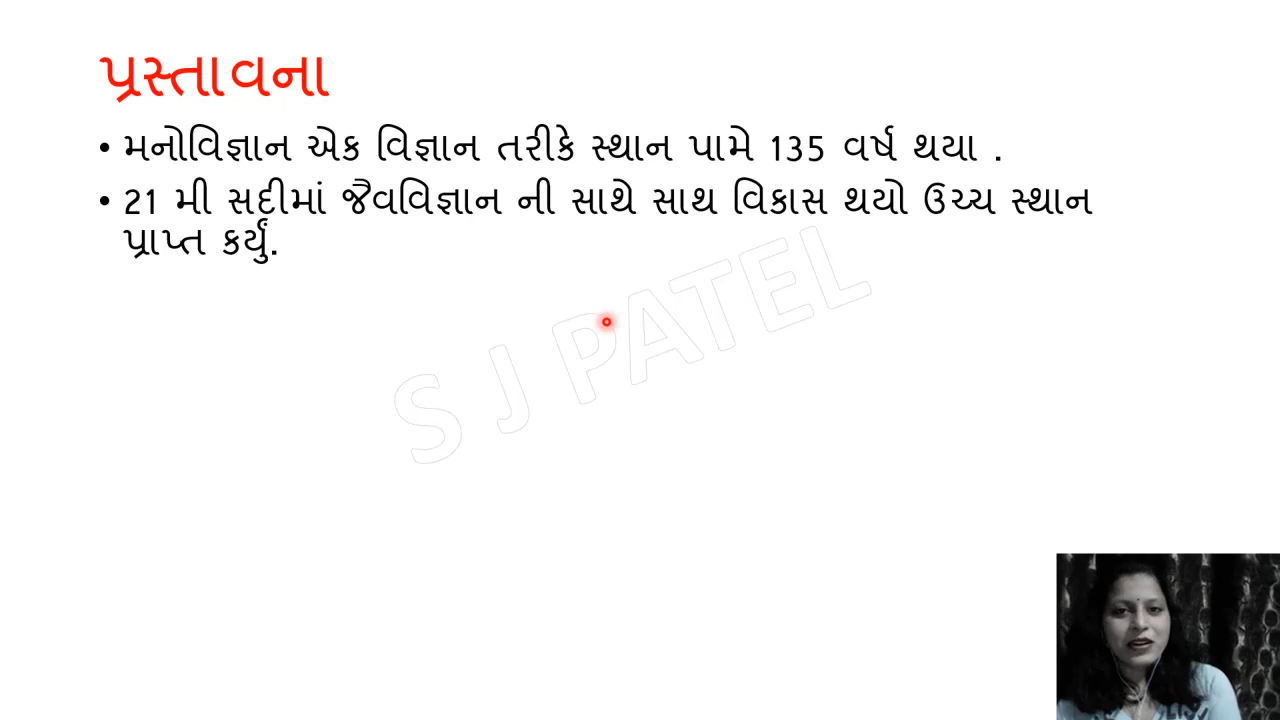 પ્રસ્તાવના
• મનોવિજ્ઞાન એક વિજ્ઞાન તરીકે સ્થાન પામે 135 વર્ષ થયા .
• 21 મી સદીમાં જૈવવિજ્ઞાન ની સાથે સાથ વિકાસ થયો ઉચ્ચ સ્થાન
પ્રાપ્ત કર્યું.
S J PATEL